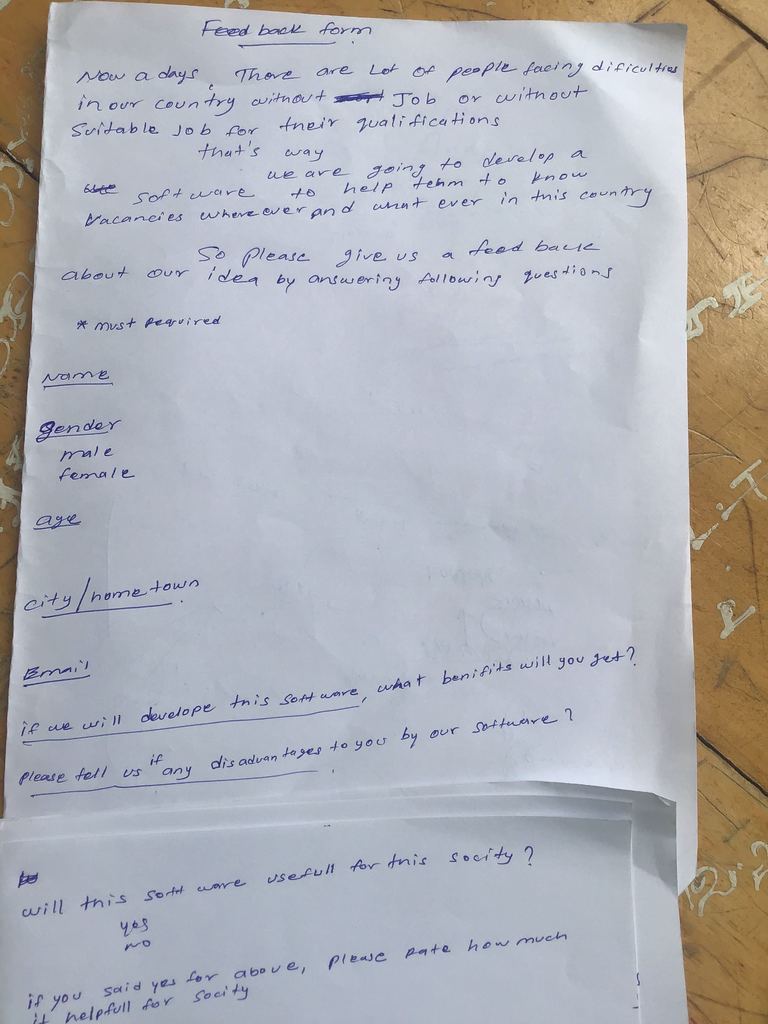 Feed back form
Now a days, There are Lot of people facing dificulties
in our country without Job or without
Suitable Job for their qualifications
that's way
we are going to develop a
software to help tehm to know
Vacancies where ever and what ever in this country
So please give us a feed back
about our idea by answering following questions
* must required
Name
gender
male
female
age
city/home town
Email
if we will develope this software, what benifits will you get?
please tell us if any disadvantages to you by our software?
will this soft ware usefull for this socity?
yes
no
if you said yes for above, please rate how much
it helpfull for socity